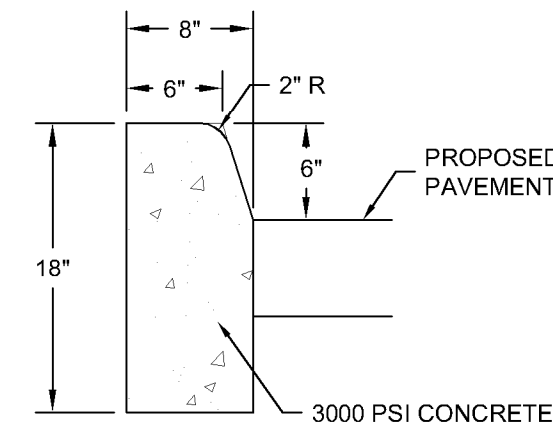 8"
6"
2" R
6"
PROPOSED
PAVEMENT
18"
3000 PSI CONCRETE